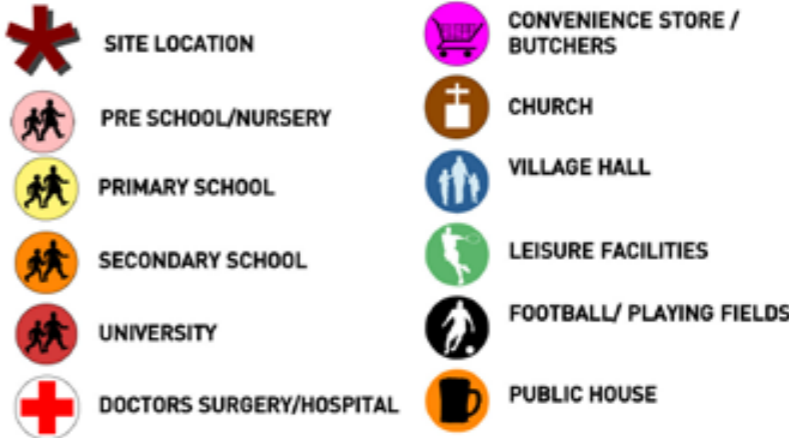 SITE LOCATION
PRE SCHOOL/NURSERY
PRIMARY SCHOOL
SECONDARY SCHOOL
UNIVERSITY
DOCTORS SURGERY/HOSPITAL
CONVENIENCE STORE /
BUTCHERS
CHURCH
VILLAGE HALL
LEISURE FACILITIES
FOOTBALL/ PLAYING FIELDS
PUBLIC HOUSE